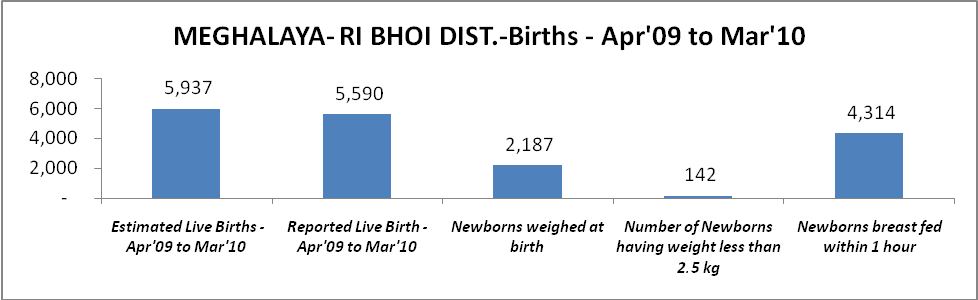 MEGHALAYA- RI BHOI DIST.-Births - Apr'09 to Mar'10
8,000
6,000
4,000
2,000
-
5,937
5,590
2,187
142
4,314
Estimated Live Births -
Apr'09 to Mar'10
Reported Live Birth -
Apr'09 to Mar'10
Newborns weighed at
birth
Number of Newborns
having weight less than
2.5 kg
Newborns breast fed
within 1 hour